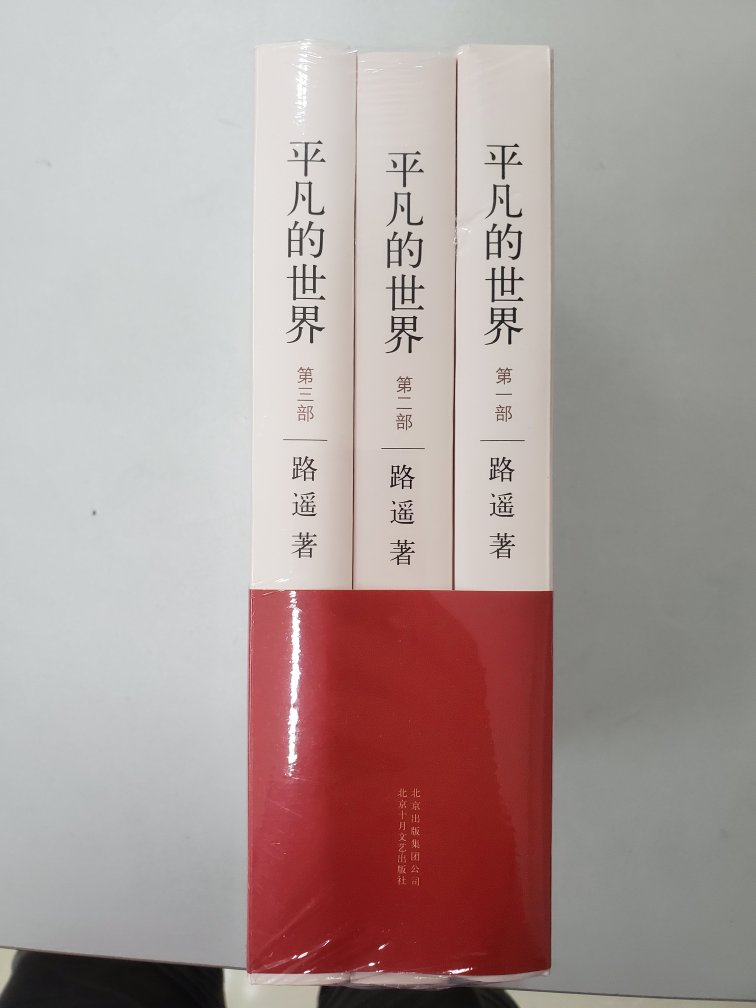 平凡的世界
第一部
路遥 著
平凡的世界
第二部
路遥 著
平凡的世界
第三部
路遥 著
北京出版集团公司
北京十月文艺出版社